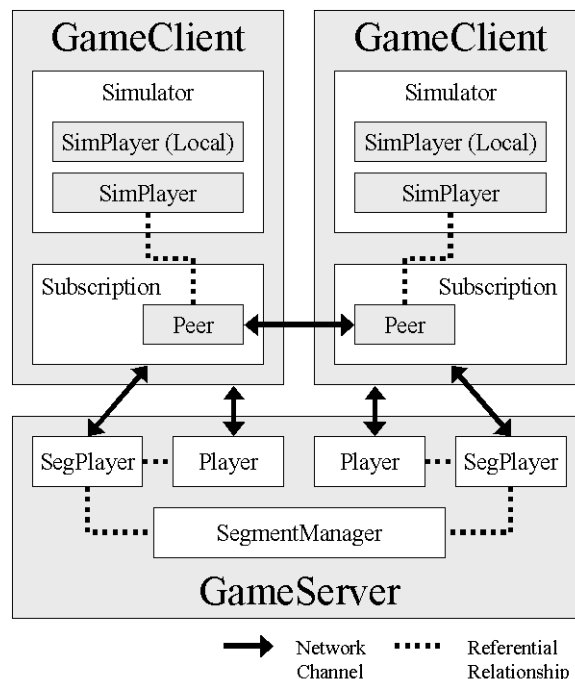 GameClient GameClient
Simulator Simulator
SimPlayer (Local) SimPlayer (Local)
SimPlayer SimPlayer
Subscription Subscription
Peer Peer
SegPlayer Player Player SegPlayer
SegmentManager
GameServer
Network Referential
Channel Relationship